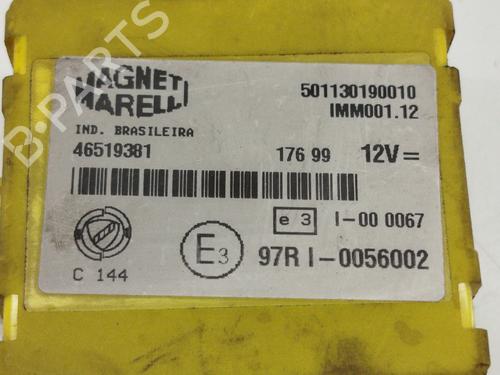 MAGNETI MARELLI
501130190010
IMM001.12
IND. BRASILEIRA
46519381
176 99
12V=
e 3
I-00 0067
E3
97R I-0056002
C 144
B-PARTS